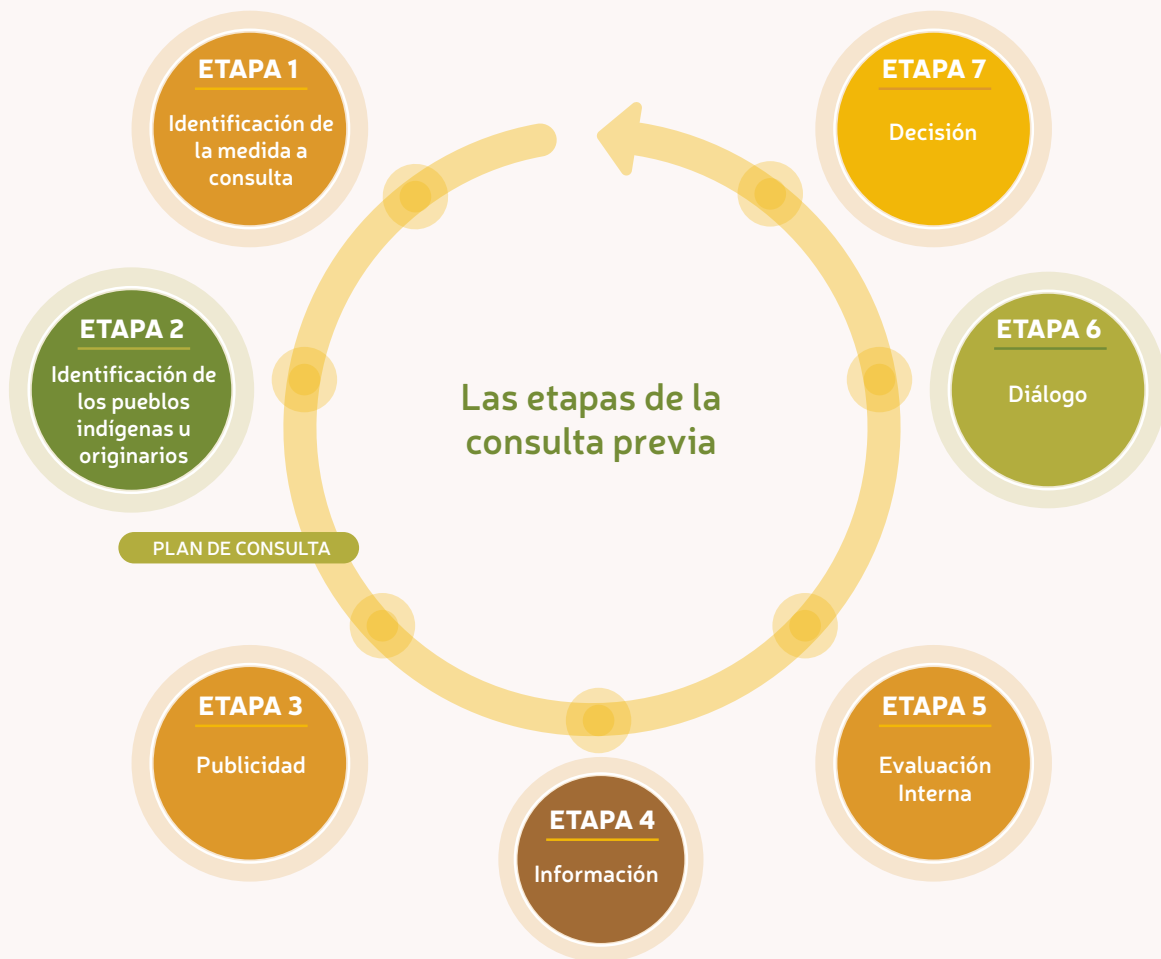 Las etapas de la
consulta previa
ETAPA 1
Identificación de
la medida a
consulta
ETAPA 2
Identificación de
los pueblos
indígenas u
originarios
PLAN DE CONSULTA
ETAPA 3
Publicidad
ETAPA 4
Información
ETAPA 5
Evaluación
Interna
ETAPA 6
Diálogo
ETAPA 7
Decisión